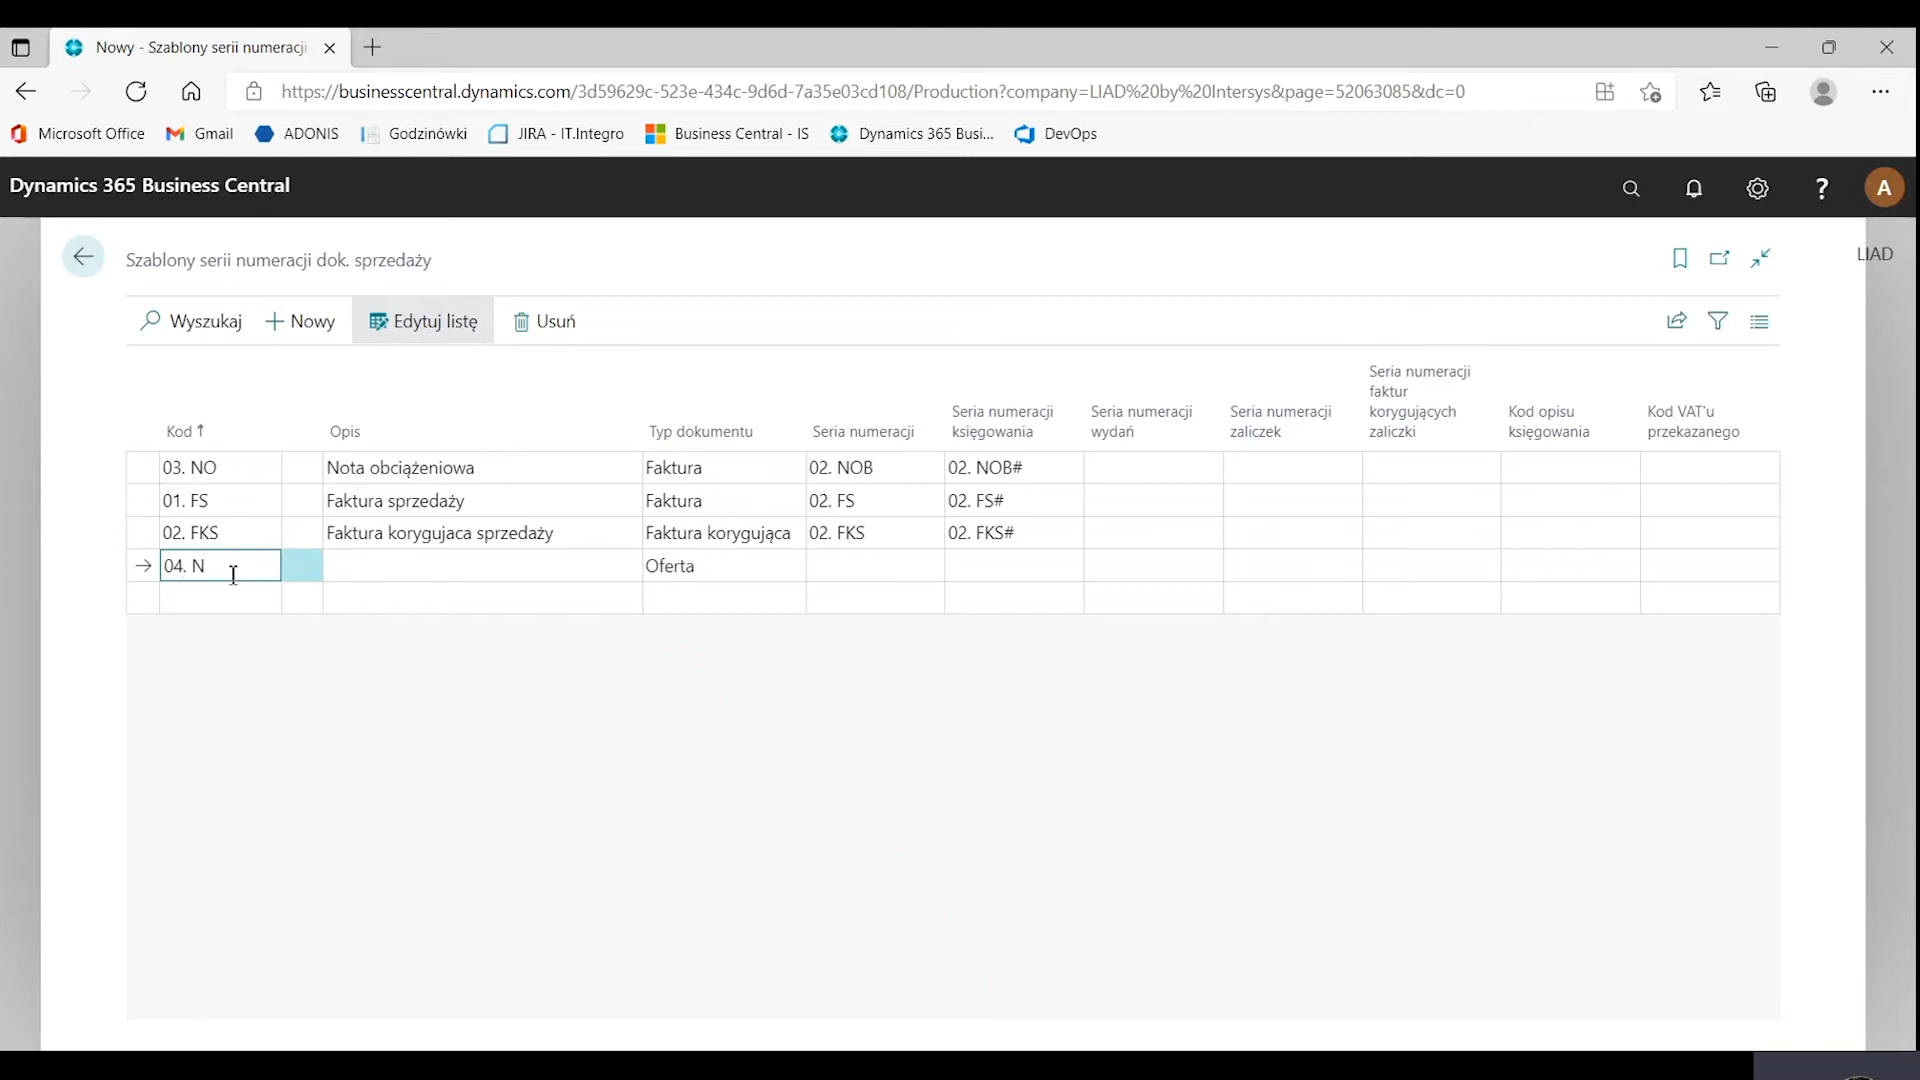 Nowy - Szablony serii numeracji
https://businesscentral.dynamics.com/3d59629c-523e-434c-9d6d-7a35e03cd108/Production?company=LIAD%20by%20Intersys&page=52063085&dc=0
Microsoft Office Gmail ADONIS Godzinówki JIRA - IT.Integro Business Central - IS Dynamics 365 Busi... DevOps
Dynamics 365 Business Central ? A
Szablony serii numeracji dok. sprzedaży LIAD
Wyszukaj Nowy Edytuj listę Usuń
Kod ↑ Opis Typ dokumentu Seria numeracji Seria numeracji księgowania Seria numeracji wydań Seria numeracji zaliczek Seria numeracji faktur korygujących zaliczki Kod opisu księgowania Kod VAT'u przekazanego
03. NO Nota obciążeniowa Faktura 02. NOB 02. NOB#
01. FS Faktura sprzedaży Faktura 02. FS 02. FS#
02. FKS Faktura korygujaca sprzedaży Faktura korygująca 02. FKS 02. FKS#
04. N Oferta